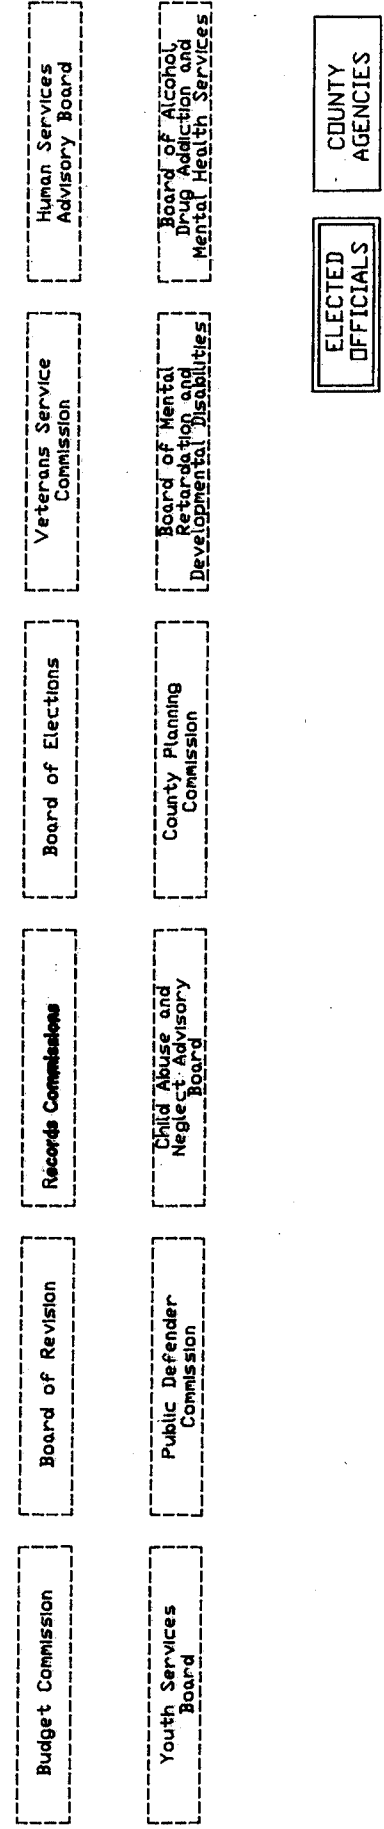 Budget Commission
Board of Revision
Records Commissions
Board of Elections
Veterans Service
Commission
Human Services
Advisory Board
Youth Services
Board
Public Defender
Commission
Child Abuse and
Neglect Advisory
Board
County Planning
Commission
Board of Mental
Retardation and
Developmental Disabilities
Board of Alcohol,
Drug Addiction and
Mental Health Services
ELECTED
OFFICIALS
COUNTY
AGENCIES